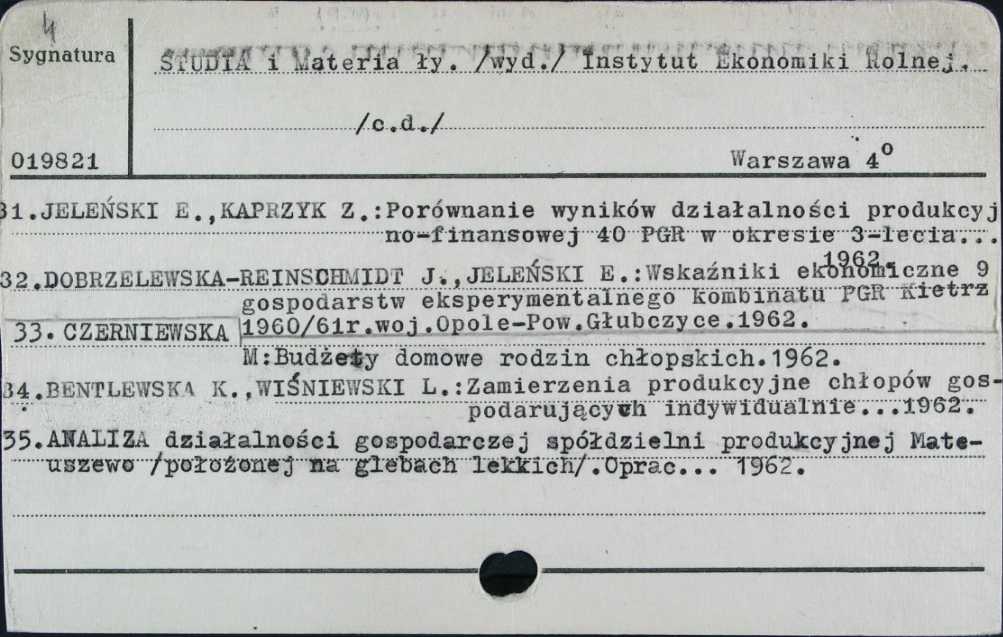 4
Sygnatura
STUDIA i Materia ły. /wyd./ Instytut Ekonomiki Rolnej.
/c.d./
019821
Warszawa 4º
31.JELEŃSKI E.,KAPRZYK Z.:Porównanie wyników działalności produkcyj
no-finansowej 40 PGR w okresie 3-lecia...
1962.
32.DOBRZELEWSKA-REINSCHMIDT J.,JELEŃSKI E.:Wskaźniki ekonomiczne 9
gospodarstw eksperymentalnego kombinatu PGR Kietrz
1960/61r.woj.Opole-Pow.Głubczyce.1962.
33. CZERNIEWSKA
M:Budżety domowe rodzin chłopskich.1962.
34.BENTLEWSKA K.,WIŚNIEWSKI L.:Zamierzenia produkcyjne chłopów gos-
podarujących indywidualnie...1962.
35.ANALIZA działalności gospodarczej spółdzielni produkcyjnej Mate-
uszewo /położonej na glebach lekkich/.Oprac... 1962.